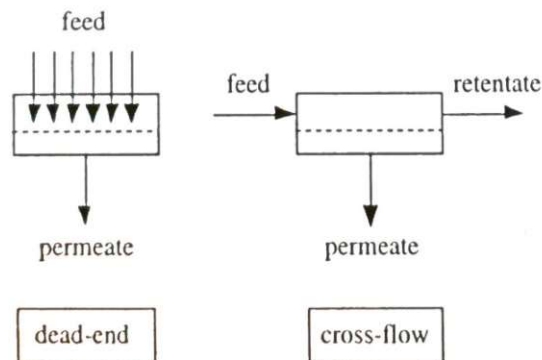 feed
feed
retentate
permeate
permeate
dead-end
cross-flow